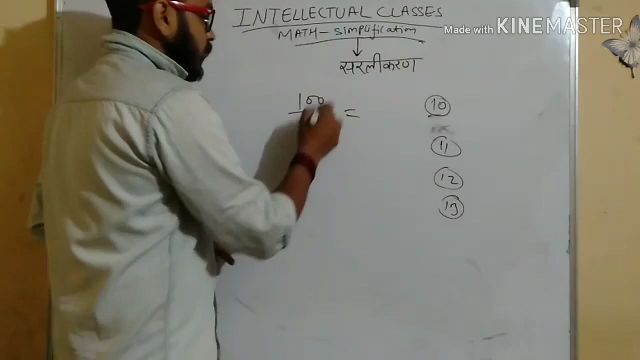 INTELLECTUAL CLASSES
MATH - Simplification
सरलीकरण
100
=
10
11
12
13
Made with KINEMASTER